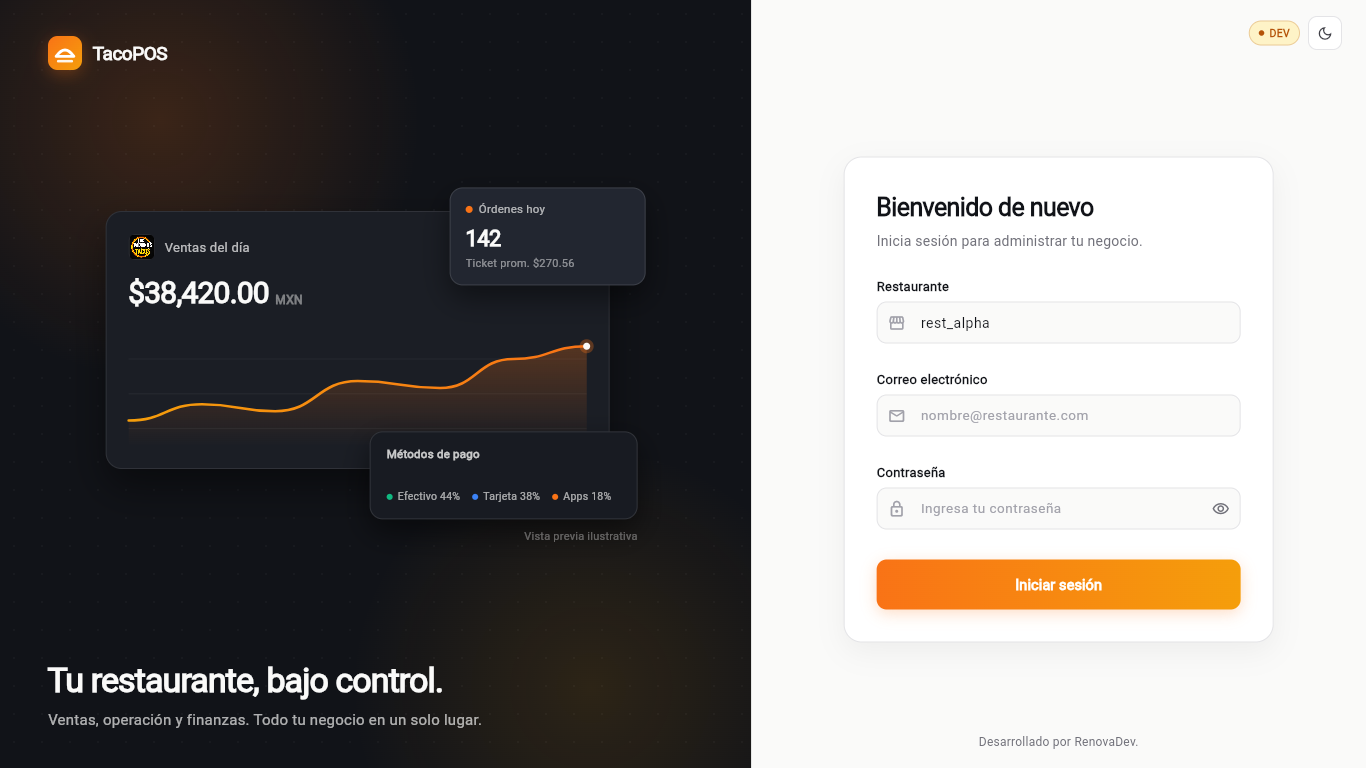 TacoPOS
Órdenes hoy
142
Ticket prom. $270.56
Ventas del día
$38,420.00 MXN
Métodos de pago
Efectivo 44% Tarjeta 38% Apps 18%
Vista previa ilustrativa
Tu restaurante, bajo control.
Ventas, operación y finanzas. Todo tu negocio en un solo lugar.
DEV
Bienvenido de nuevo
Inicia sesión para administrar tu negocio.
Restaurante
rest_alpha
Correo electrónico
nombre@restaurante.com
Contraseña
Ingresa tu contraseña
Iniciar sesión
Desarrollado por RenovaDev.